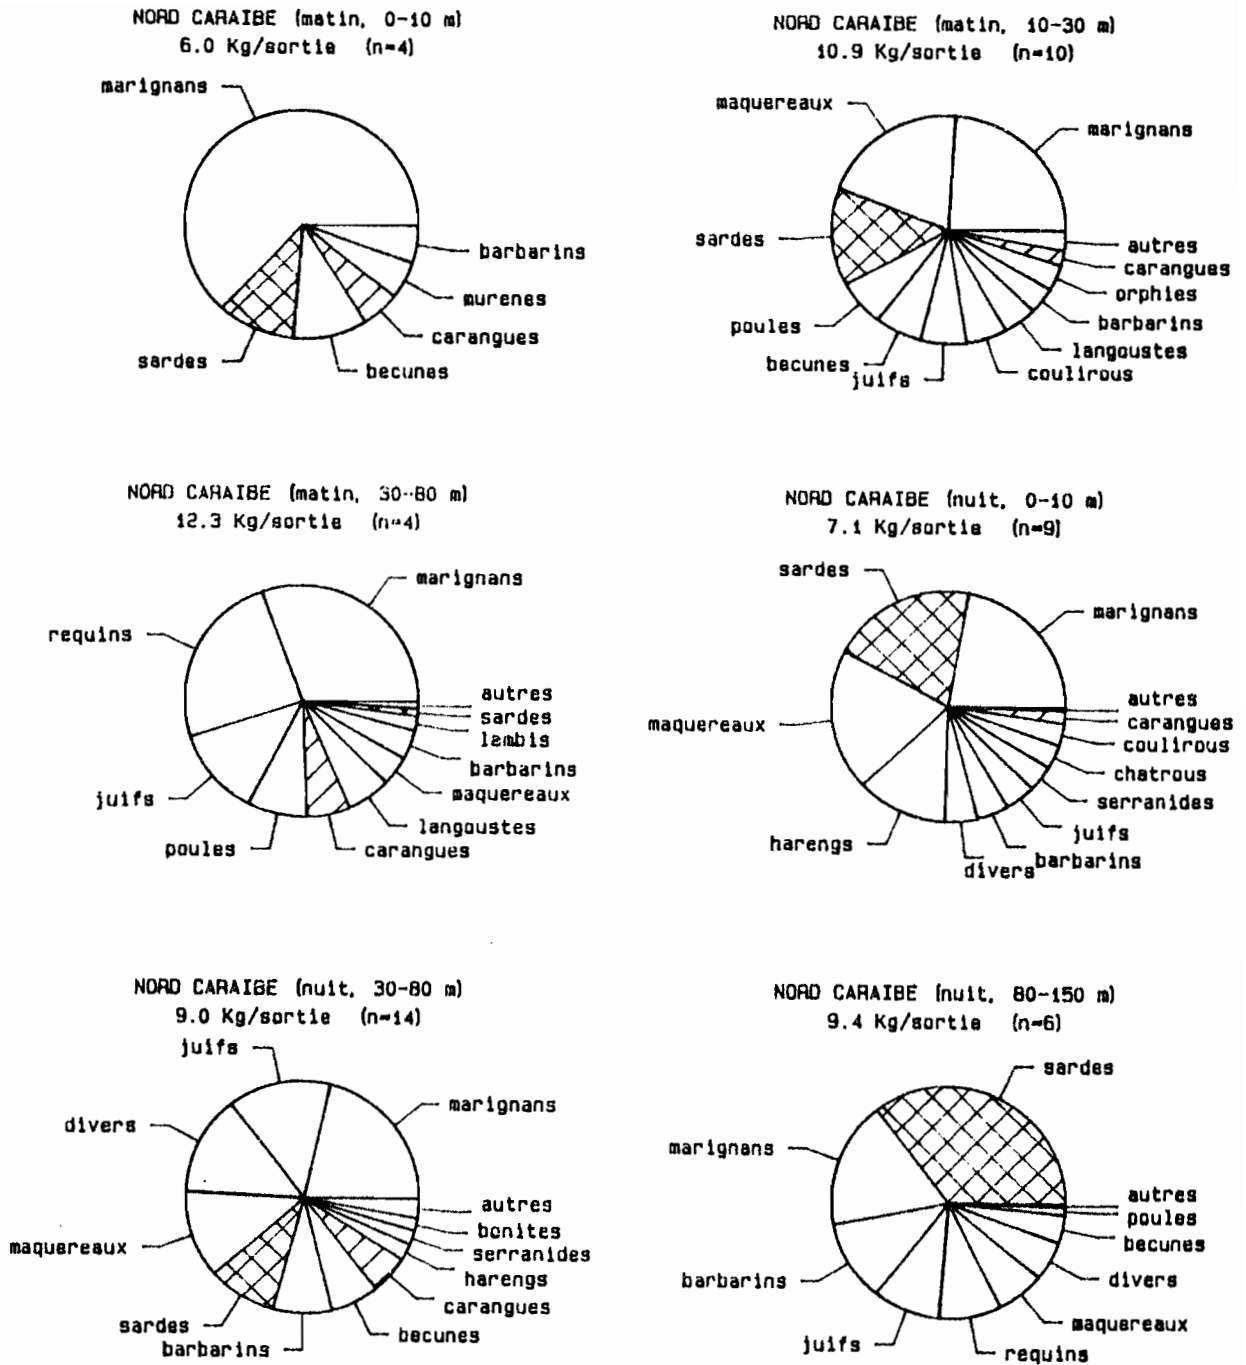 NORD CARAIBE (matin, 0-10 m)
6.0 Kg/sortie (n=4)
marignans
barbarins
murenes
carangues
becunes
sardes
NORD CARAIBE (matin, 10-30 m)
10.9 Kg/sortie (n=10)
maquereaux
marignans
sardes
autres
carangues
orphies
barbarins
langoustes
coulirous
juifs
becunes
poules
NORD CARAIBE (matin, 30-80 m)
12.3 Kg/sortie (n=4)
marignans
requins
autres
sardes
lambis
barbarins
maquereaux
langoustes
carangues
poules
juifs
NORD CARAIBE (nuit, 0-10 m)
7.1 Kg/sortie (n=9)
sardes
marignans
maquereaux
autres
carangues
coulirous
chatrous
serranides
juifs
barbarins
divers
harengs
NORD CARAIBE (nuit, 30-80 m)
9.0 Kg/sortie (n=14)
juifs
marignans
divers
autres
bonites
serranides
harengs
carangues
becunes
barbarins
sardes
maquereaux
NORD CARAIBE (nuit, 80-150 m)
9.4 Kg/sortie (n=6)
sardes
marignans
autres
poules
becunes
divers
maquereaux
requins
juifs
barbarins